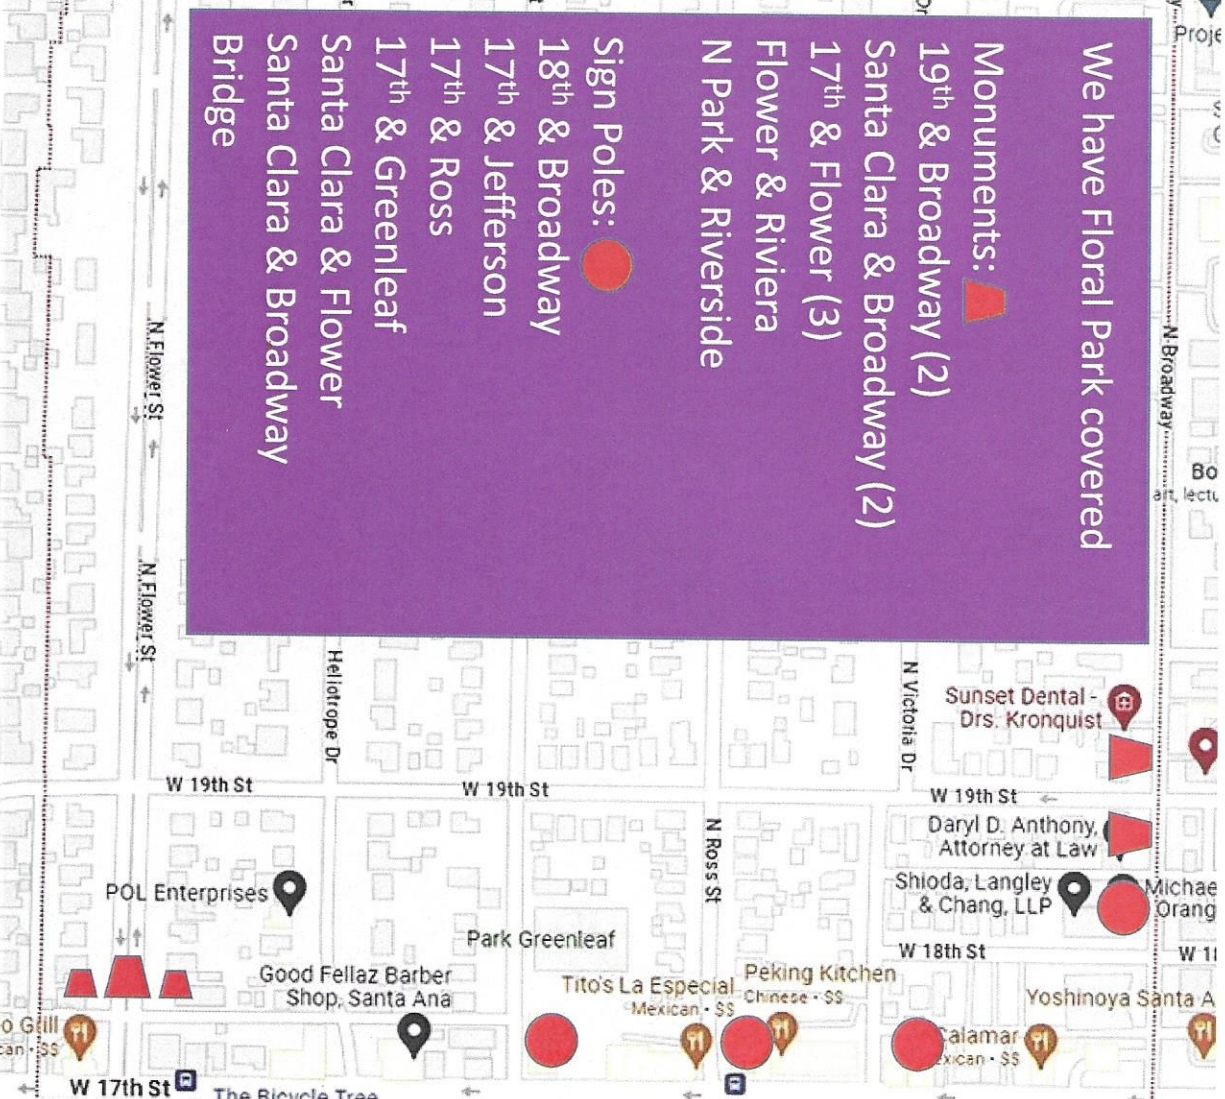 We have Floral Park covered
Monuments:
19th & Broadway (2)
Santa Clara & Broadway (2)
17th & Flower (3)
Flower & Riviera
N Park & Riverside
Sign Poles:
18th & Broadway
17th & Jefferson
17th & Ross
17th & Greenleaf
Santa Clara & Flower
Santa Clara & Broadway
Bridge
N Broadway
N Flower St
N Flower St
Heliotrope Dr
N Victoria Dr
Sunset Dental -
Drs. Kronquist
W 19th St
W 19th St
W 19th St
N Ross St
Daryl D. Anthony,
Attorney at Law
Shioda, Langley
& Chang, LLP
POL Enterprises
Park Greenleaf
W 18th St
Good Fellaz Barber
Shop, Santa Ana
Tito's La Especial
Mexican · $$
Peking Kitchen
Chinese · $$
Yoshinoya Santa A
W 17th St
The Bicycle Tree